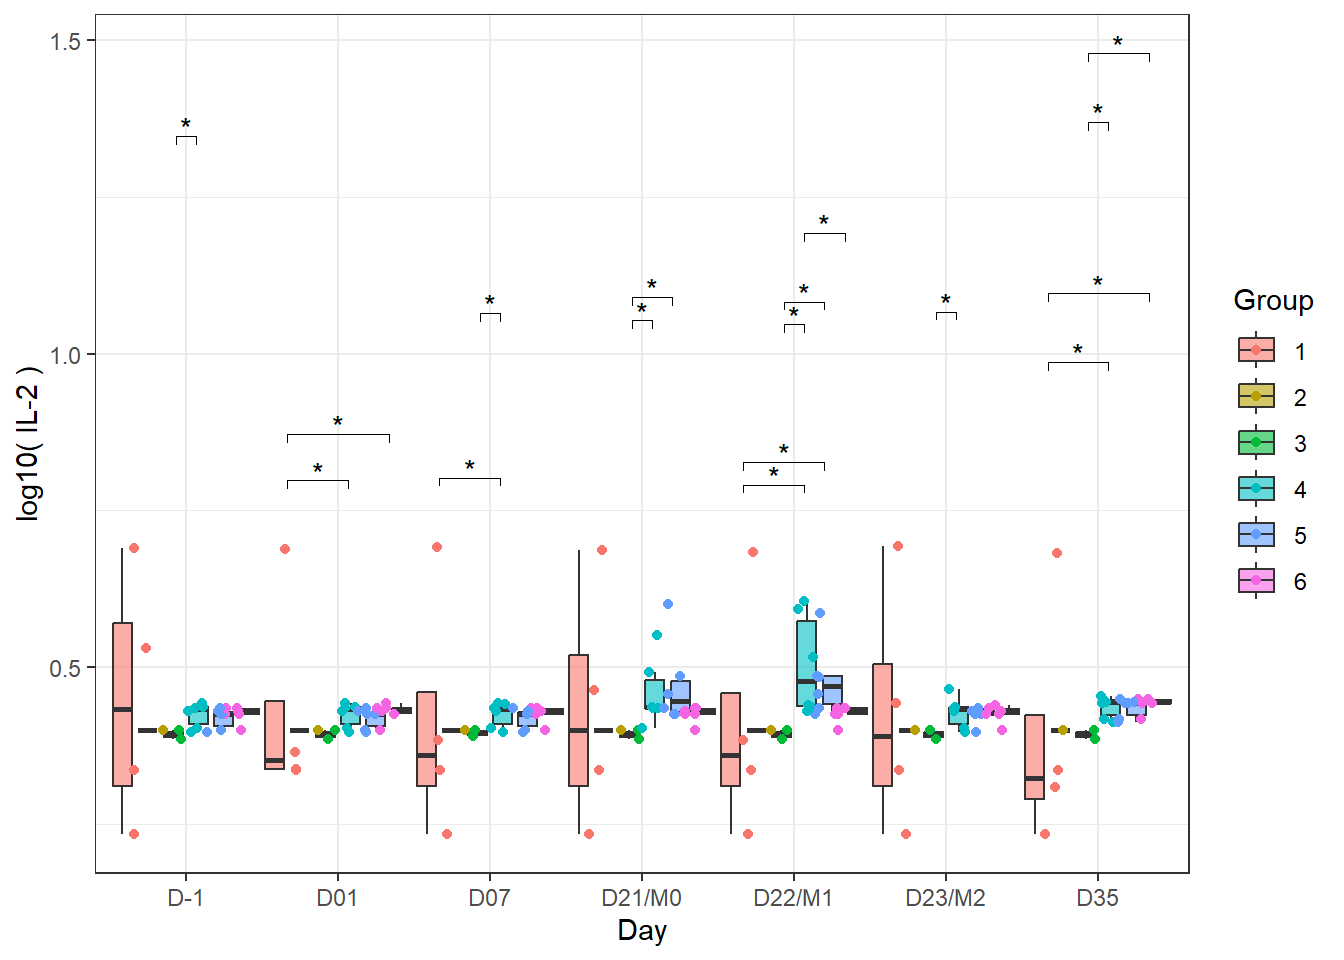 1.5
1.0
0.5
log10( IL-2 )
* * * * * * * * * * * * * * * * * *
D-1 D01 D07 D21/M0 D22/M1 D23/M2 D35
Day
Group
1
2
3
4
5
6